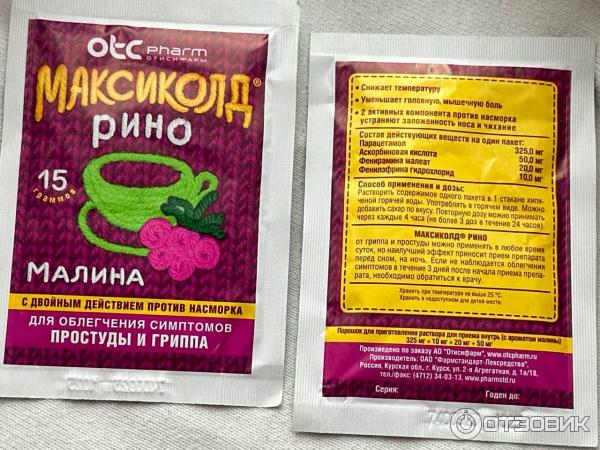 отс pharm
ОТИСИФАРМ
МАКСИКОЛД®
РИНО
15
граммов
МАЛИНА
С ДВОЙНЫМ ДЕЙСТВИЕМ ПРОТИВ НАСМОРКА
ДЛЯ ОБЛЕГЧЕНИЯ СИМПТОМОВ
ПРОСТУДЫ И ГРИППА
• Снижает температуру
• Уменьшает головную, мышечную боль
• 2 активных компонента против насморка
устраняют заложенность носа и чихание
Состав действующих веществ на один пакет:
Парацетамол 325,0 мг
Аскорбиновая кислота 50,0 мг
Фенирамина малеат 20,0 мг
Фенилэфрина гидрохлорид 10,0 мг
Способ применения и дозы:
Растворить содержимое одного пакета в 1 стакане кипя-
ченой горячей воды. Употреблять в горячем виде. Можно
добавить сахар по вкусу. Повторную дозу можно принимать
через каждые 4 часа (не более 3 доз в течение 24 часов).
МАКСИКОЛД® РИНО
от гриппа и простуды можно применять в любое время
суток, но наилучший эффект приносит прием препарата
перед сном, на ночь. Если не наблюдается облегчения
симптомов в течение 3 дней после начала приема препа-
рата, необходимо обратиться к врачу.
Хранить при температуре не выше 25 °С.
Хранить в недоступном для детей месте.
Порошок для приготовления раствора для приема внутрь (с ароматом малины)
325 мг + 10 мг + 20 мг + 50 мг
Произведено по заказу АО "Отисифарм", www.otcpharm.ru
Производитель: ОАО "Фармстандарт-Лексредства",
Россия, Курская обл., г. Курск, ул. 2-я Агрегатная, д. 1а/18,
тел./факс: (4712) 34-03-13, www.pharmstd.ru
Серия: Годен до:
ОТЗОВИК